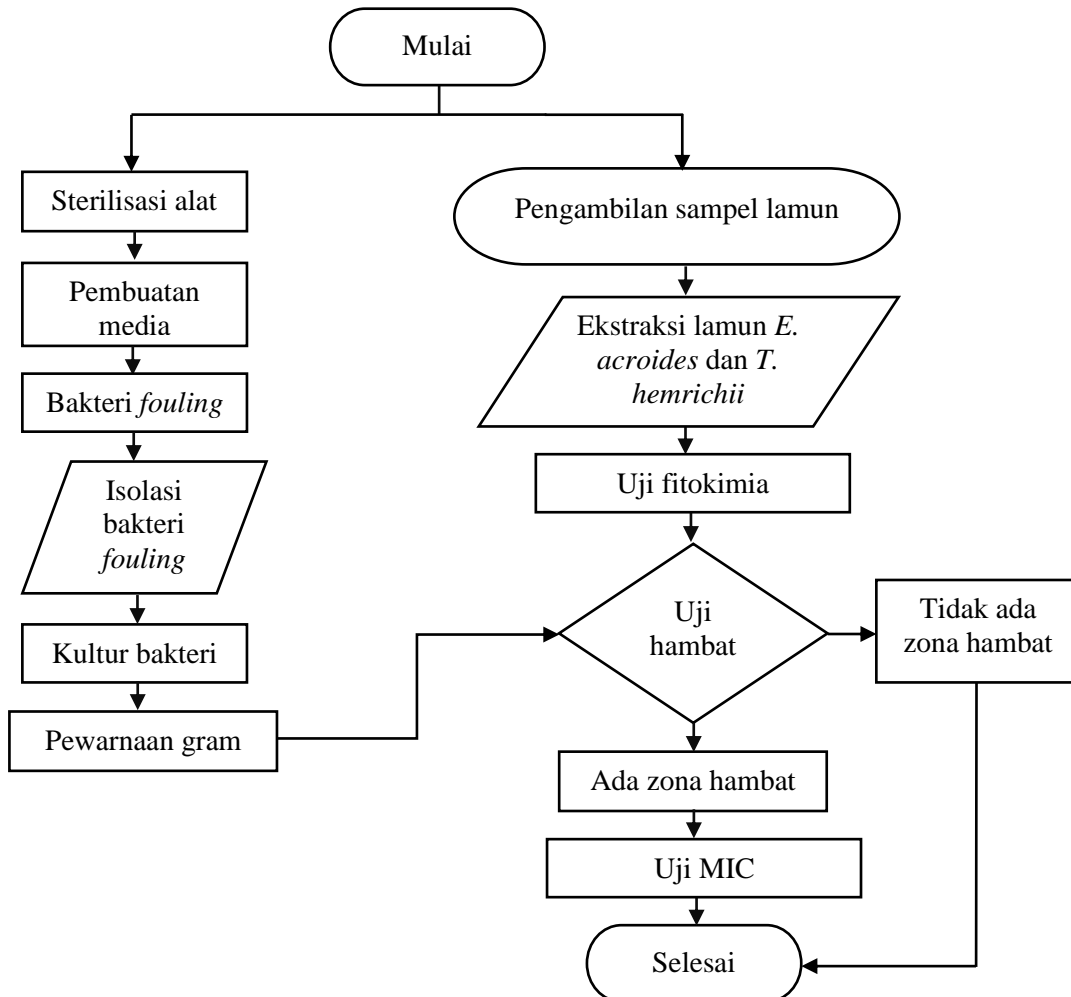 Mulai
Sterilisasi alat
Pembuatan
media
Bakteri fouling
Isolasi
bakteri
fouling
Kultur bakteri
Pewarnaan gram
Pengambilan sampel lamun
Ekstraksi lamun E.
acroides dan T.
hemrichii
Uji fitokimia
Uji
hambat
Tidak ada
zona hambat
Ada zona hambat
Uji MIC
Selesai